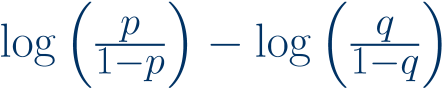 log (p/(1−p)) − log (q/(1−q))